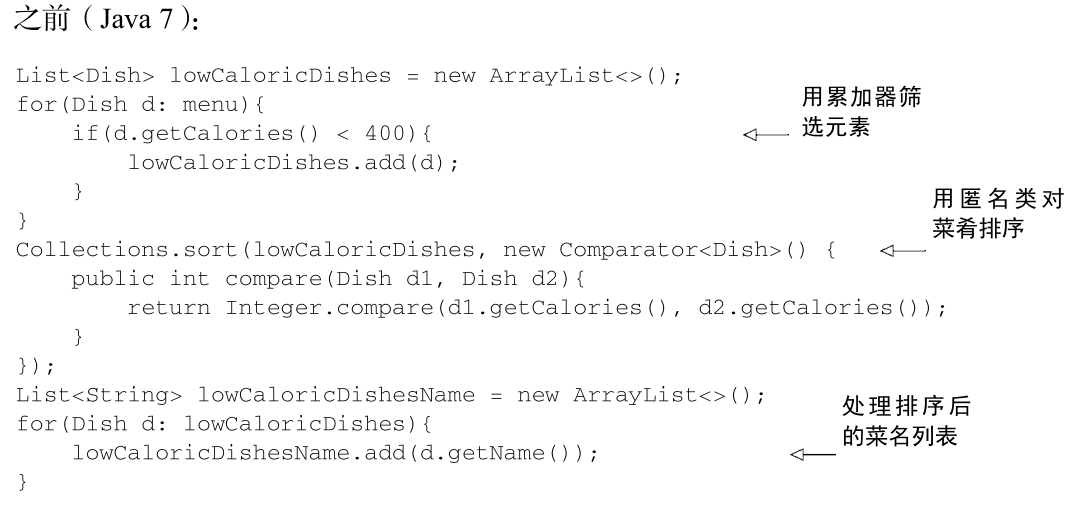 之前（Java 7）：
List<Dish> lowCaloricDishes = new ArrayList<>();
for(Dish d: menu){
    if(d.getCalories() < 400){
用累加器筛
选元素
        lowCaloricDishes.add(d);
    }
}
用匿名类对
菜肴排序
Collections.sort(lowCaloricDishes, new Comparator<Dish>() {
    public int compare(Dish d1, Dish d2){
        return Integer.compare(d1.getCalories(), d2.getCalories());
    }
});
List<String> lowCaloricDishesName = new ArrayList<>();
for(Dish d: lowCaloricDishes){
处理排序后
的菜名列表
    lowCaloricDishesName.add(d.getName());
}